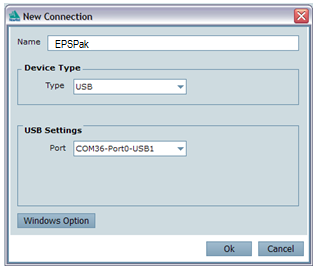 New Connection
Name EPSPak
Device Type
Type USB
USB Settings
Port COM36-Port0-USB1
Windows Option
Ok Cancel